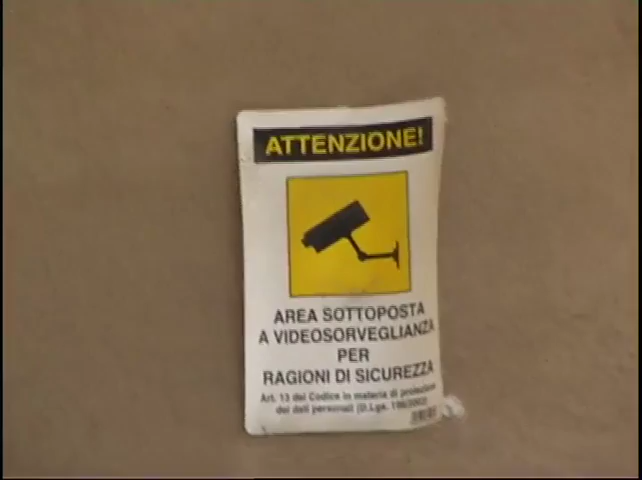 ATTENZIONE!
AREA SOTTOPOSTA
A VIDEOSORVEGLIANZA
PER
RAGIONI DI SICUREZZA
Art. 13 del Codice in materia di protezione
dei dati personali (D.Lgs. 196/2003)